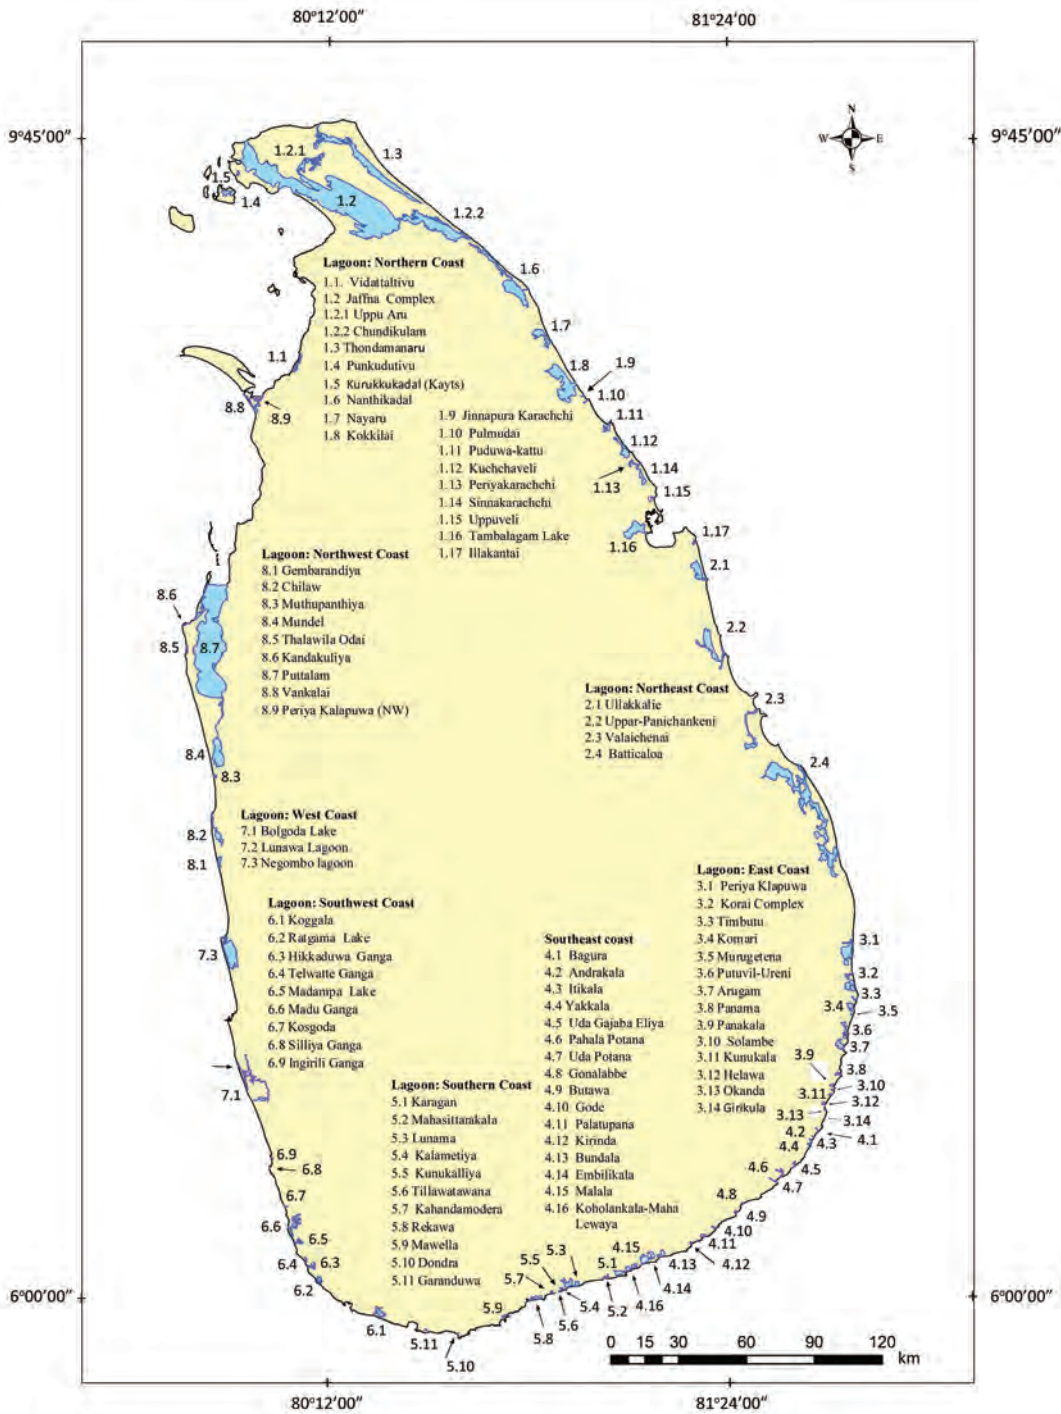 80°12′00″ 81°24′00
9°45′00″ 9°45′00″
N
W E
S
1.2.1
1.3
1.5
1.4
1.2
1.2.2
1.6
1.7
1.1
1.8
1.9
8.8
8.9
1.10
1.11
1.12
1.14
1.13
1.15
1.16
1.17
2.1
8.6
8.5
8.7
2.2
2.3
8.4
8.3
2.4
8.2
8.1
7.3
3.1
3.2
3.3
3.4
3.5
3.6
3.7
3.9
3.8
3.10
3.11
3.12
3.13
3.14
7.1
4.2
4.1
4.4
4.3
6.9
6.8
4.6
4.5
4.7
6.7
4.8
6.6
4.9
6.5
4.10
6.4
6.3
4.11
4.12
6.2
5.3
4.15
5.5
5.1
4.13
5.7
4.14
5.9
5.4
5.2
4.16
6.1
5.8
5.6
5.11
5.10
Lagoon: Northern Coast
1.1. Vidattaltivu
1.2 Jaffna Complex
1.2.1 Uppu Aru
1.2.2 Chundikulam
1.3 Thondamanaru
1.4 Punkudutivu
1.5 Kurukkukadal (Kayts)
1.6 Nanthikadal
1.7 Nayaru
1.8 Kokkilai
1.9 Jinnapura Karachchi
1.10 Pulmudai
1.11 Puduwa-kattu
1.12 Kuchchaveli
1.13 Periyakarachchi
1.14 Sinnakarachchi
1.15 Uppuveli
1.16 Tambalagam Lake
1.17 Illakantai
Lagoon: Northwest Coast
8.1 Gembarandiya
8.2 Chilaw
8.3 Muthupanthiya
8.4 Mundel
8.5 Thalawila Odai
8.6 Kandakuliya
8.7 Puttalam
8.8 Vankalai
8.9 Periya Kalapuwa (NW)
Lagoon: Northeast Coast
2.1 Ullakkalie
2.2 Uppar-Panichankeni
2.3 Valaichenai
2.4 Batticaloa
Lagoon: West Coast
7.1 Bolgoda Lake
7.2 Lunawa Lagoon
7.3 Negombo lagoon
Lagoon: East Coast
3.1 Periya Klapuwa
3.2 Korai Complex
3.3 Timbutu
3.4 Komari
3.5 Murugetena
3.6 Putuvil-Ureni
3.7 Arugam
3.8 Panama
3.9 Panakala
3.10 Solambe
3.11 Kunukala
3.12 Helawa
3.13 Okanda
3.14 Girikula
Lagoon: Southwest Coast
6.1 Koggala
6.2 Ratgama Lake
6.3 Hikkaduwa Ganga
6.4 Telwatte Ganga
6.5 Madampa Lake
6.6 Madu Ganga
6.7 Kosgoda
6.8 Silliya Ganga
6.9 Ingirili Ganga
Southeast coast
4.1 Bagura
4.2 Andrakala
4.3 Itikala
4.4 Yakkala
4.5 Uda Gajaba Eliya
4.6 Pahala Potana
4.7 Uda Potana
4.8 Gonalabbe
4.9 Butawa
4.10 Gode
4.11 Palatupana
4.12 Kirinda
4.13 Bundala
4.14 Embilikala
4.15 Malala
4.16 Koholankala-Maha
Lewaya
Lagoon: Southern Coast
5.1 Karagan
5.2 Mahasittarakala
5.3 Lunama
5.4 Kalametiya
5.5 Kunukalliya
5.6 Tillawatawana
5.7 Kahandamodera
5.8 Rekawa
5.9 Mawella
5.10 Dondra
5.11 Garanduwa
6°00′00″ 6°00′00″
0 15 30 60 90 120
km
80°12′00″ 81°24′00″